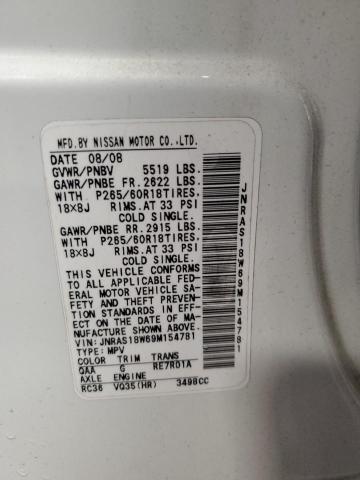 MFD.BY NISSAN MOTOR CO.,LTD.
DATE 08/08
GVWR/PNBV 5519 LBS.
GAWR/PNBE FR. 2622 LBS.
WITH P265/60R18TIRES,
18X8J RIMS.AT 33 PSI
COLD SINGLE.
GAWR/PNBE RR. 2915 LBS.
WITH P265/60R18TIRES,
18X8J RIMS.AT 33 PSI
COLD SINGLE.
THIS VEHICLE CONFORMS
TO ALL APPLICABLE FED-
ERAL MOTOR VEHICLE SA-
FETY AND THEFT PREVEN-
TION STANDARDS IN EFF-
ECT ON THE DATE OF MA-
NUFACTURE SHOWN ABOVE.
VIN: JNRAS18W69M154781
TYPE: MPV
COLOR TRIM TRANS
QAA G RE7R01A
AXLE ENGINE
RC36 VQ35(HR) 3498CC
JNRAS18W69M154781